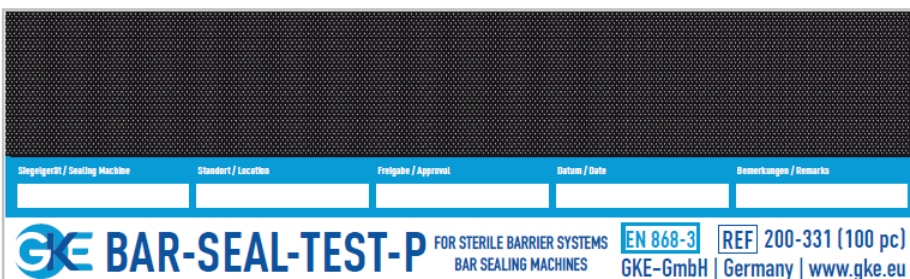 Siegelgerät / Sealing Machine Standort / Location Freigabe / Approval Datum / Date Bemerkungen / Remarks
GKE BAR-SEAL-TEST-P FOR STERILE BARRIER SYSTEMS EN 868-3 REF 200-331 (100 pc)
BAR SEALING MACHINES GKE-GmbH | Germany | www.gke.eu